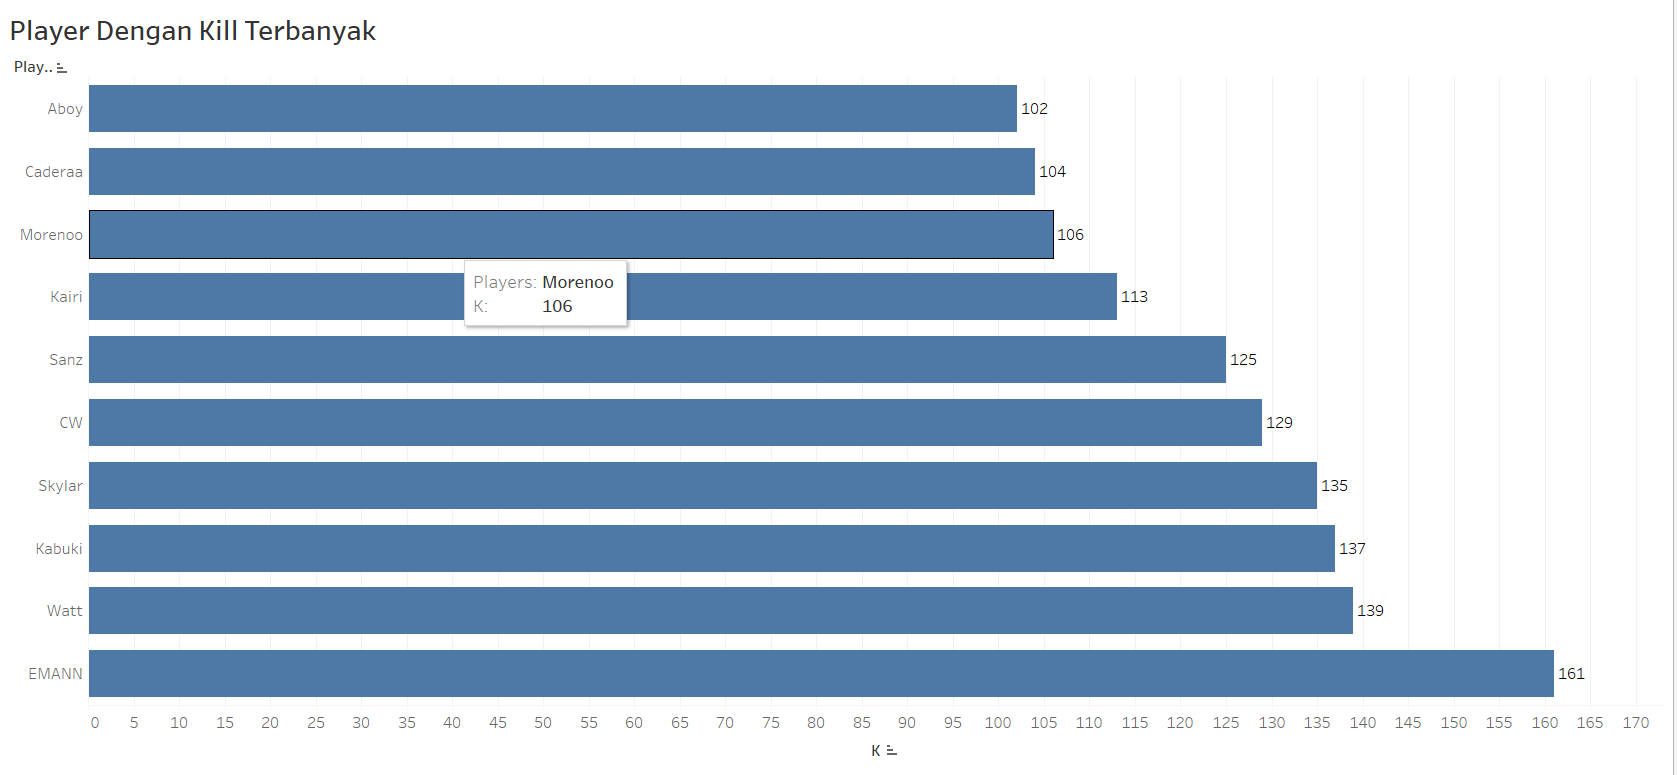 Player Dengan Kill Terbanyak
Play..
Aboy 102
Caderaa 104
Morenoo 106
Players: Morenoo
K: 106
Kairi 113
Sanz 125
CW 129
Skylar 135
Kabuki 137
Watt 139
EMANN 161
0 5 10 15 20 25 30 35 40 45 50 55 60 65 70 75 80 85 90 95 100 105 110 115 120 125 130 135 140 145 150 155 160 165 170
K